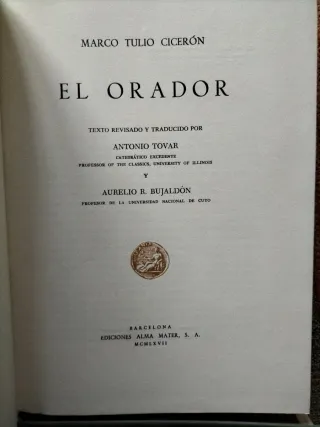 MARCO TULIO CICERÓN
EL ORADOR
TEXTO REVISADO Y TRADUCIDO POR
ANTONIO TOVAR
CATEDRÁTICO EXCEDENTE
PROFESSOR OF THE CLASSICS, UNIVERSITY OF ILLINOIS
Y
AURELIO R. BUJALDÓN
PROFESOR DE LA UNIVERSIDAD NACIONAL DE CUYO
BARCELONA
EDICIONES ALMA MATER, S. A.
MCMLXVII